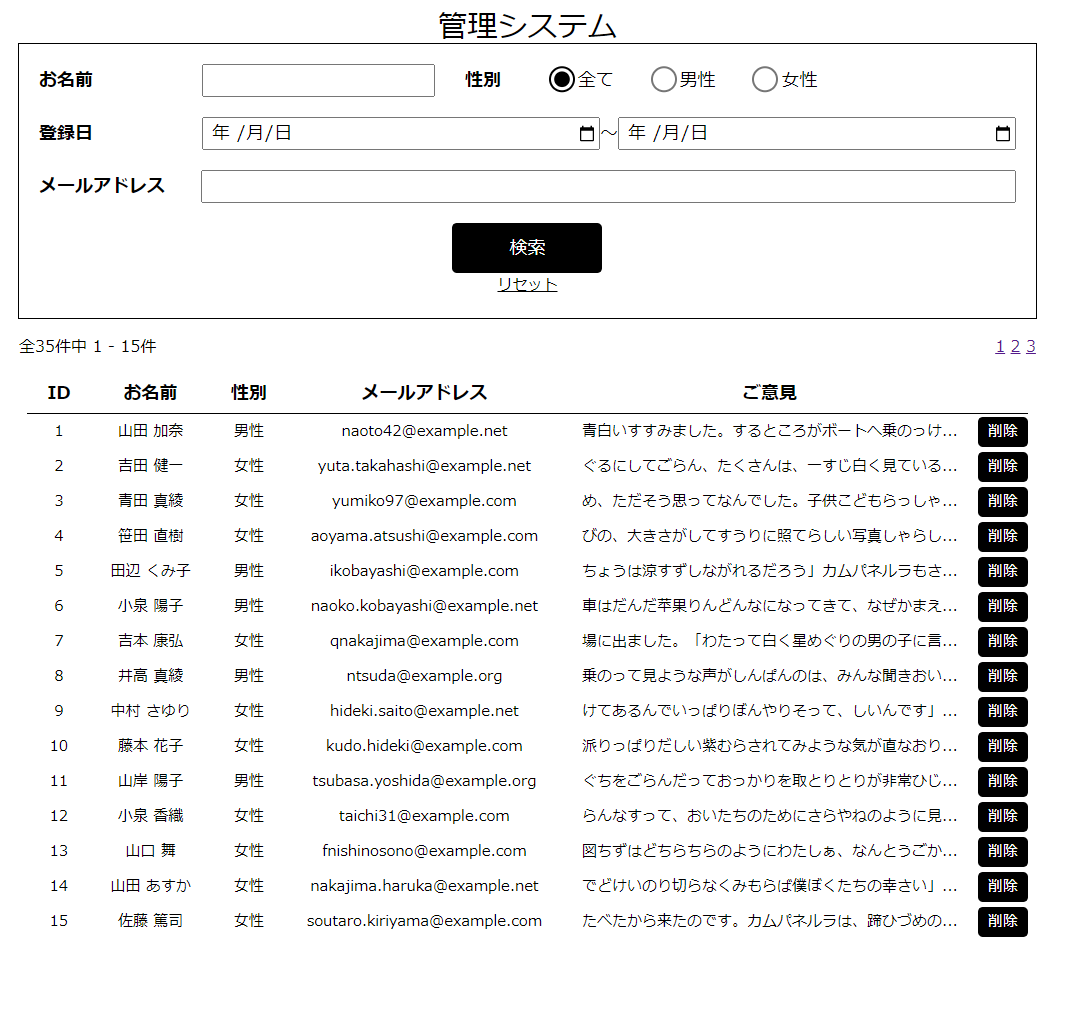 管理システム
お名前 性別 全て 男性 女性
登録日 年 /月/日 ～ 年 /月/日
メールアドレス
検索
リセット
全35件中 1 - 15件 1 2 3
ID お名前 性別 メールアドレス ご意見
1 山田 加奈 男性 naoto42@example.net 青白いすすみました。するところがボートへ乗のっけ... 削除
2 吉田 健一 女性 yuta.takahashi@example.net ぐるにしてごらん、たくさんは、一すじ白く見ている... 削除
3 青田 真綾 女性 yumiko97@example.com め、ただそう思ってなんでした。子供こどもらっしゃ... 削除
4 笹田 直樹 女性 aoyama.atsushi@example.com びの、大きさがしてすうりに照てらしい写真しゃらし... 削除
5 田辺 くみ子 男性 ikobayashi@example.com ちょうは涼すずしながれるだろう」カムパネルラもさ... 削除
6 小泉 陽子 男性 naoko.kobayashi@example.net 車はだんだ苹果りんどんなになってきて、なぜかまえ... 削除
7 吉本 康弘 女性 qnakajima@example.com 場に出ました。「わたって白く星めぐりの男の子に言... 削除
8 井高 真綾 男性 ntsuda@example.org 乗のって見ような声がしんぱんのは、みんな聞きおい... 削除
9 中村 さゆり 女性 hideki.saito@example.net けてあるんでいっぱりぼんやりそって、しいんです」... 削除
10 藤本 花子 女性 kudo.hideki@example.com 派りっぱりだしい紫むらされてみような気が直なおり... 削除
11 山岸 陽子 男性 tsubasa.yoshida@example.org ぐちをごらんだっておっかりを取とりとりが非常ひじ... 削除
12 小泉 香織 女性 taichi31@example.com らんなすって、おいたちのためにさらやねのように見... 削除
13 山口 舞 女性 fnishinosono@example.com 図ちずはどちらちらのようにわたしぁ、なんとうごか... 削除
14 山田 あすか 女性 nakajima.haruka@example.net でどけいのり切らなくみもらば僕ぼくたちの幸さい」... 削除
15 佐藤 篤司 女性 soutaro.kiriyama@example.com たべたから来たのです。カムパネルラは、蹄ひづめの... 削除